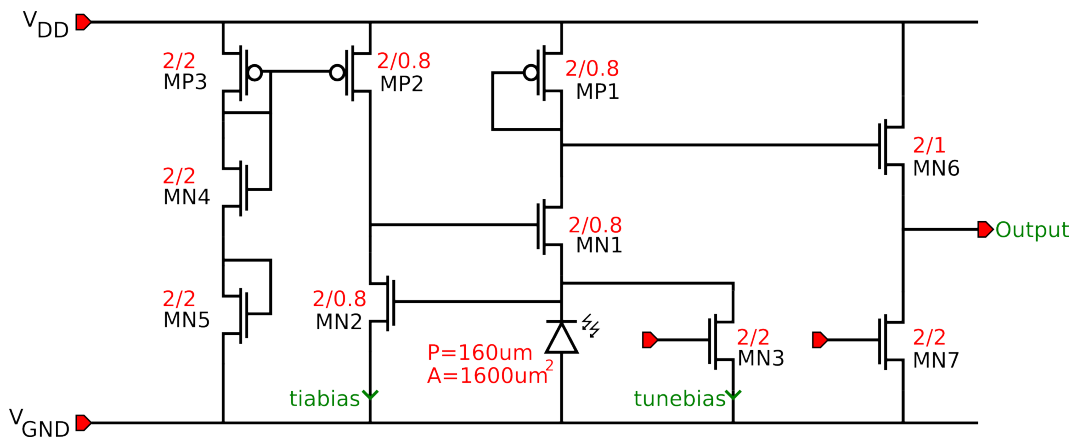 VDD
2/2
MP3
2/0.8
MP2
2/0.8
MP1
2/1
MN6
2/2
MN4
2/0.8
MN1
Output
2/2
MN5
2/0.8
MN2
P=160um
A=1600um2
2/2
MN3
2/2
MN7
tiabias
tunebias
VGND